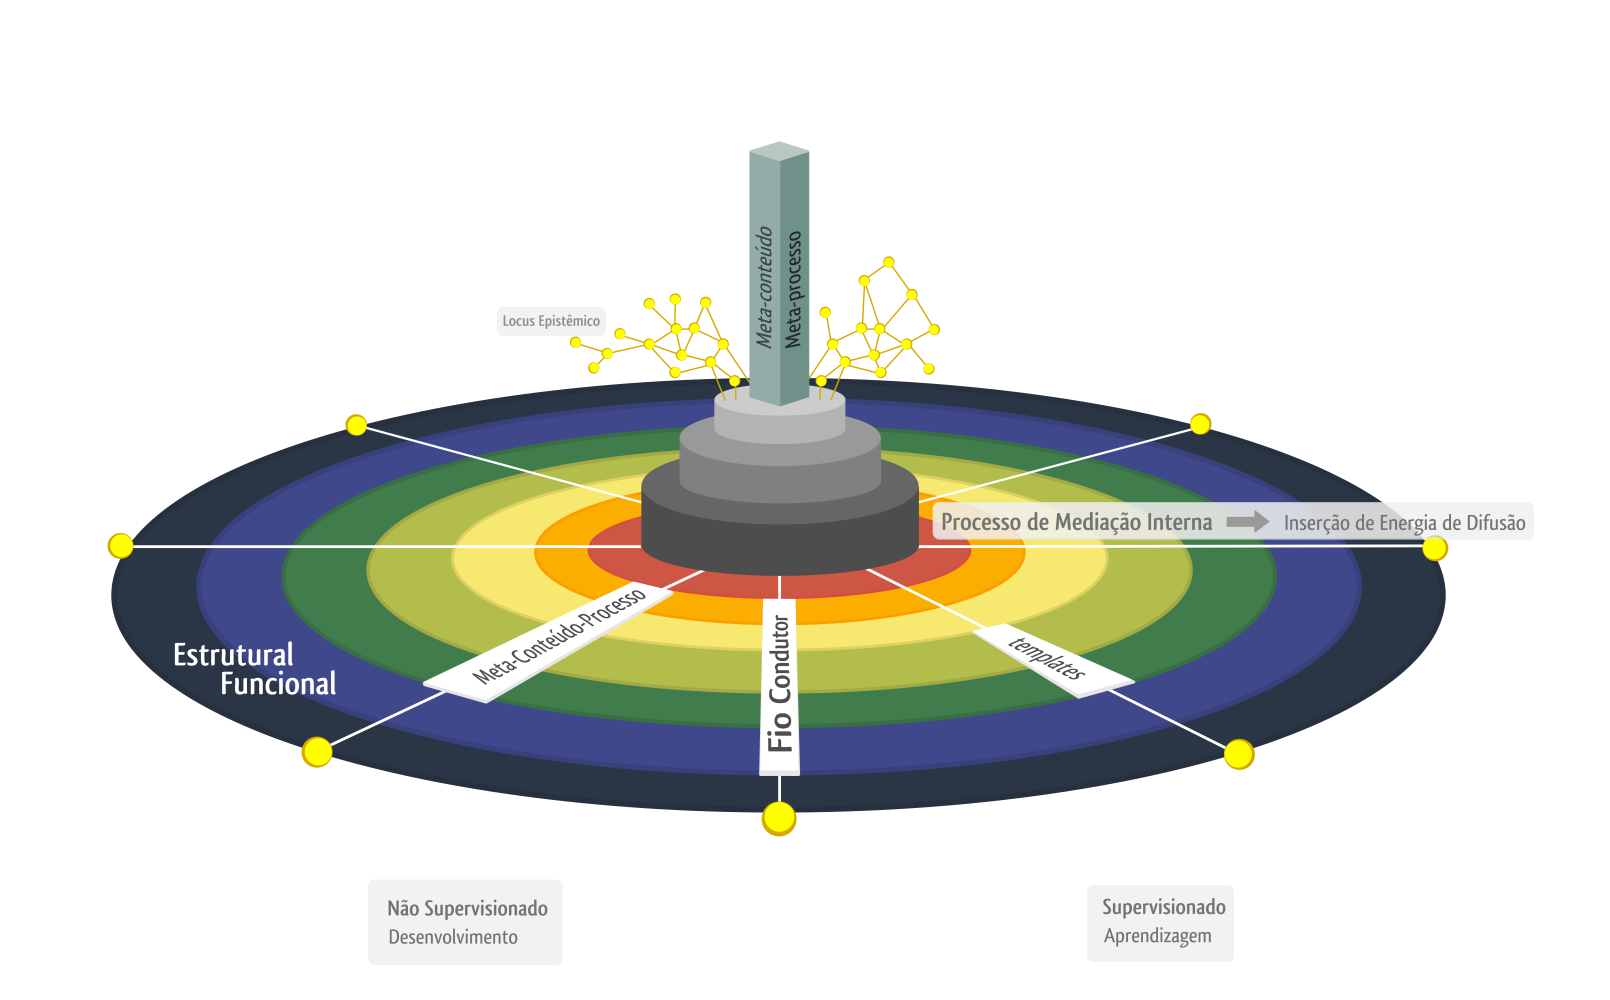 Meta-conteúdo
Meta-processo
Locus Epistêmico
Processo de Mediação Interna
Inserção de Energia de Difusão
Meta-Conteúdo-Processo
Fio Condutor
templates
Estrutural
Funcional
Não Supervisionado
Desenvolvimento
Supervisionado
Aprendizagem